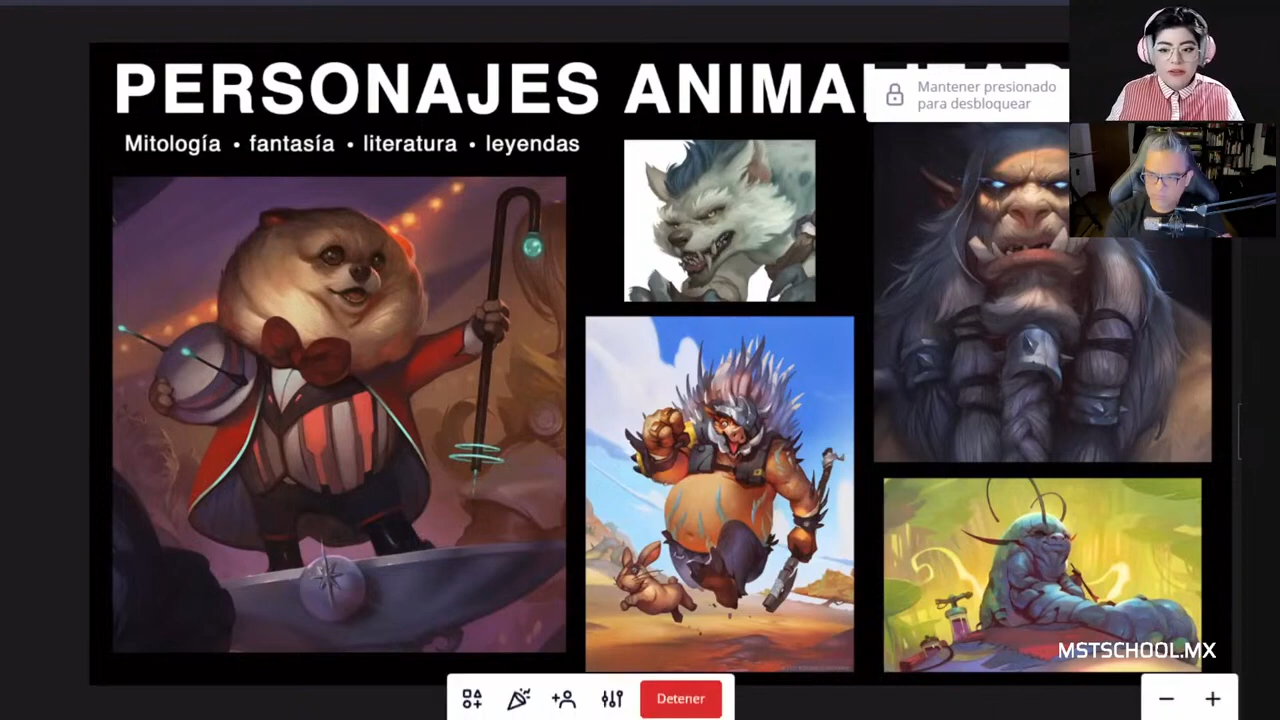 PERSONAJES ANIMA
Mantener presionado
para desbloquear
Mitología • fantasía • literatura • leyendas
MSTSCHOOL.MX
Detener